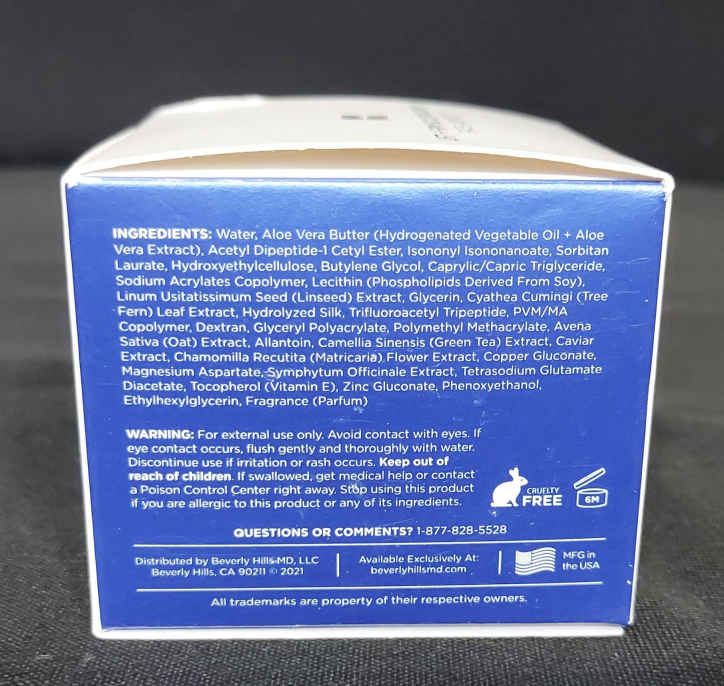 INGREDIENTS: Water, Aloe Vera Butter (Hydrogenated Vegetable Oil + Aloe
Vera Extract), Acetyl Dipeptide-1 Cetyl Ester, Isononyl Isononanoate, Sorbitan
Laurate, Hydroxyethylcellulose, Butylene Glycol, Caprylic/Capric Triglyceride,
Sodium Acrylates Copolymer, Lecithin (Phospholipids Derived From Soy),
Linum Usitatissimum Seed (Linseed) Extract, Glycerin, Cyathea Cumingi (Tree
Fern) Leaf Extract, Hydrolyzed Silk, Trifluoroacetyl Tripeptide, PVM/MA
Copolymer, Dextran, Glyceryl Polyacrylate, Polymethyl Methacrylate, Avena
Sativa (Oat) Extract, Allantoin, Camellia Sinensis (Green Tea) Extract, Caviar
Extract, Chamomilla Recutita (Matricaria) Flower Extract, Copper Gluconate,
Magnesium Aspartate, Symphytum Officinale Extract, Tetrasodium Glutamate
Diacetate, Tocopherol (Vitamin E), Zinc Gluconate, Phenoxyethanol,
Ethylhexylglycerin, Fragrance (Parfum)
WARNING: For external use only. Avoid contact with eyes. If
eye contact occurs, flush gently and thoroughly with water.
Discontinue use if irritation or rash occurs. Keep out of
reach of children. If swallowed, get medical help or contact
a Poison Control Center right away. Stop using this product
if you are allergic to this product or any of its ingredients.
CRUELTY
FREE
6M
QUESTIONS OR COMMENTS? 1-877-828-5528
Distributed by Beverly Hills MD, LLC
Beverly Hills, CA 90211 © 2021
Available Exclusively At:
beverlyhillsmd.com
MFG in
the USA
All trademarks are property of their respective owners.